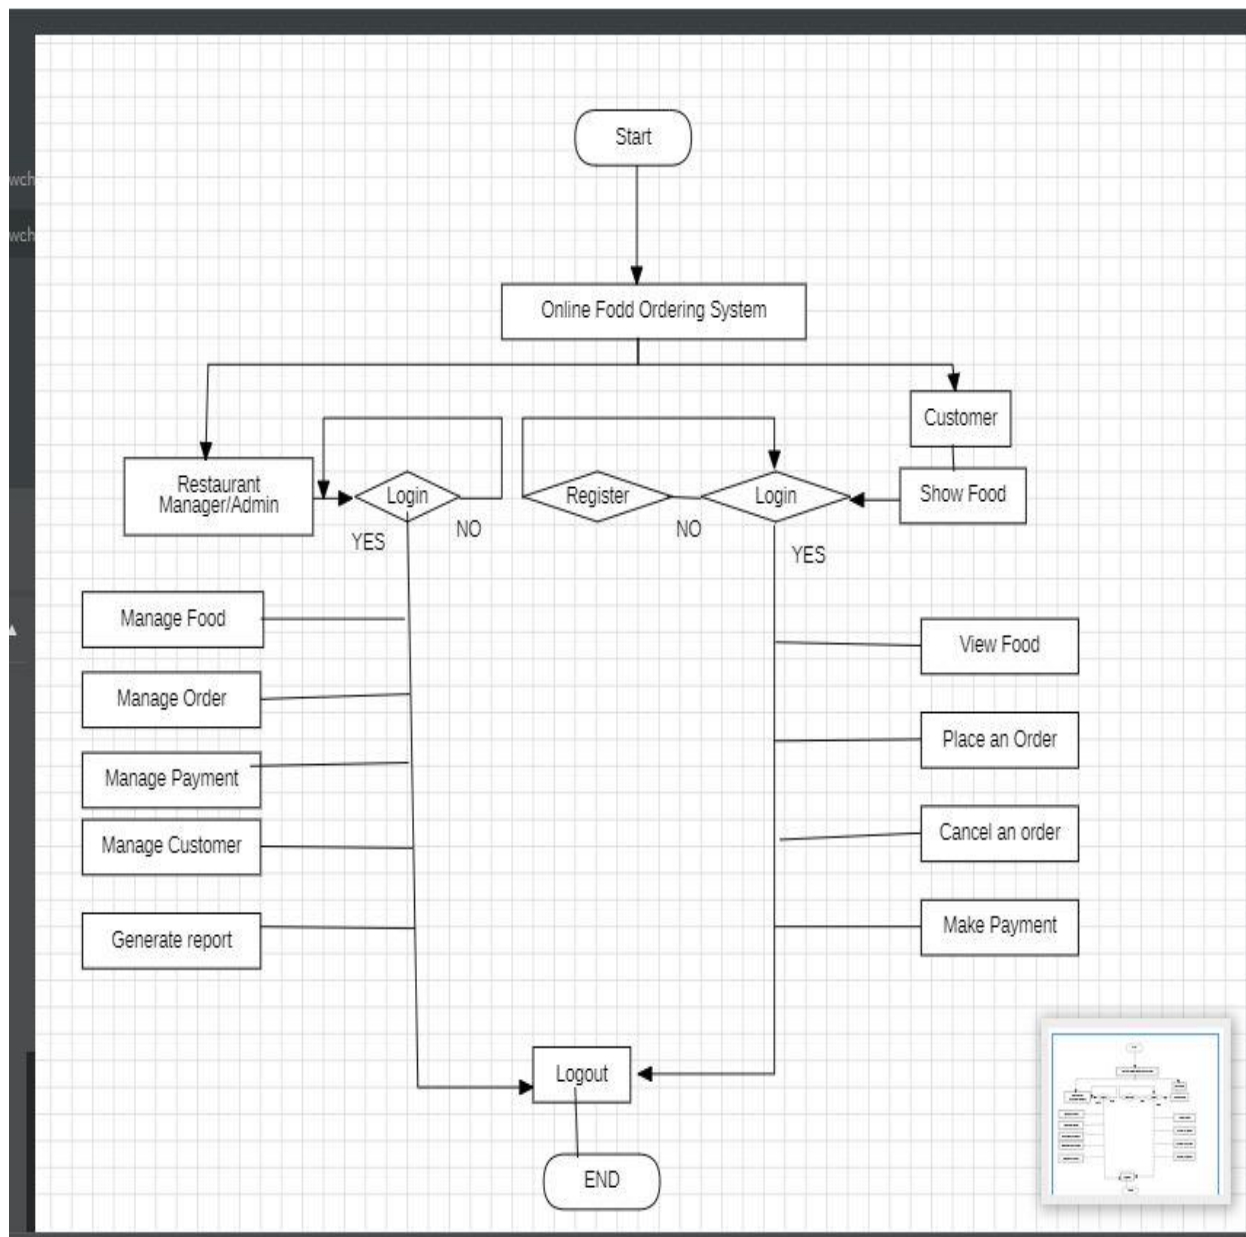 Start
wch
wch
Online Fodd Ordering System
Customer
Restaurant
Manager/Admin
Login
Register
Login
Show Food
YES
NO
NO
YES
Manage Food
View Food
Manage Order
Place an Order
Manage Payment
Cancel an order
Manage Customer
Make Payment
Generate report
Logout
END